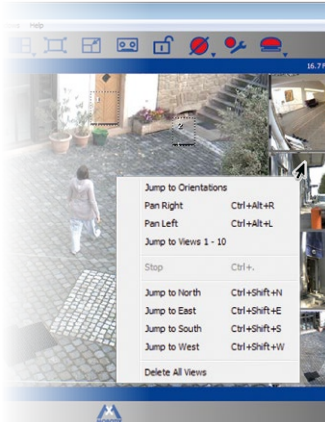 Help
16.7
1
2
Jump to Orientations
Pan Right Ctrl+Alt+R
Pan Left Ctrl+Alt+L
Jump to Views 1 - 10
Stop Ctrl+.
Jump to North Ctrl+Shift+N
Jump to East Ctrl+Shift+E
Jump to South Ctrl+Shift+S
Jump to West Ctrl+Shift+W
Delete All Views